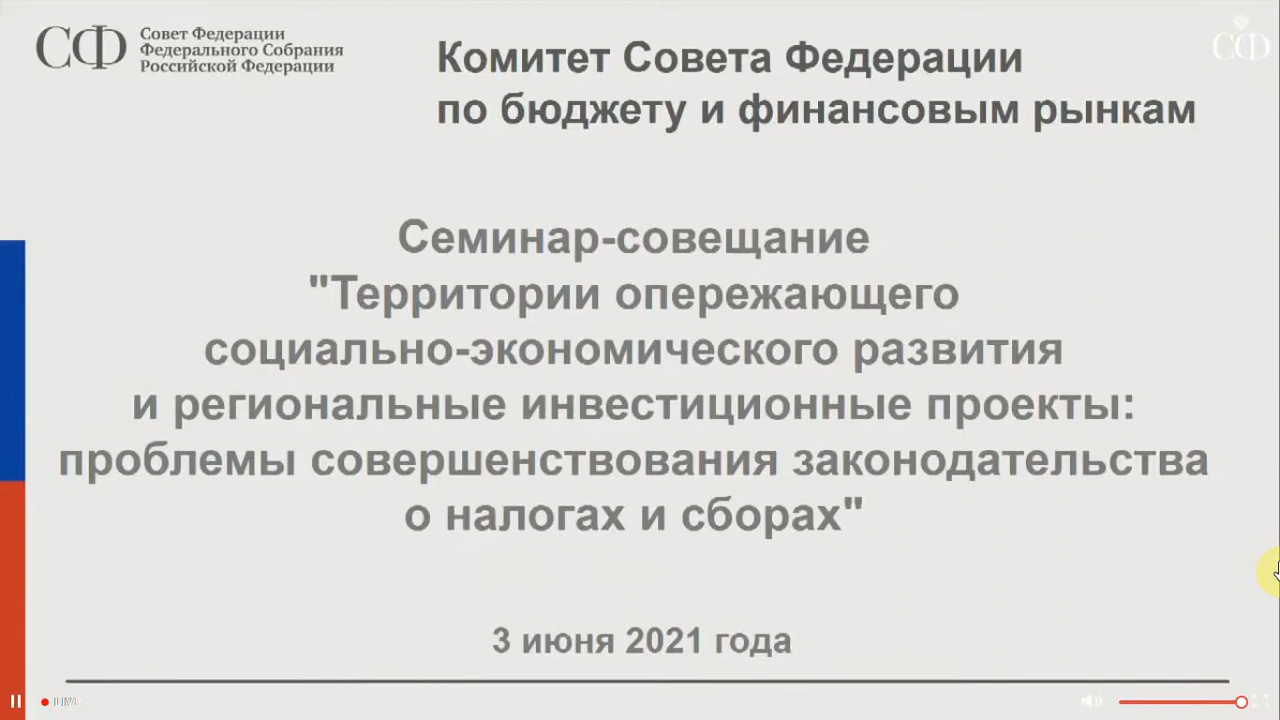 Совет Федерации
Федерального Собрания
Российской Федерации
СФ
Комитет Совета Федерации
по бюджету и финансовым рынкам
СФ
Семинар-совещание
"Территории опережающего
социально-экономического развития
и региональные инвестиционные проекты:
проблемы совершенствования законодательства
о налогах и сборах"
3 июня 2021 года
LIVE